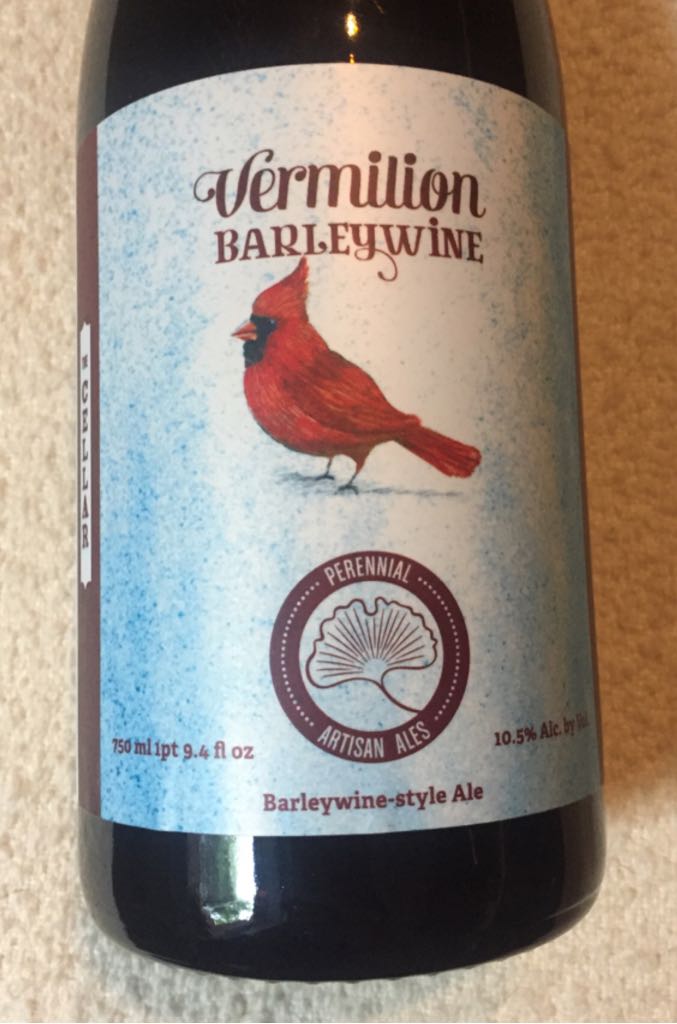 Vermilion
BARLEYWINE
CELLAR
PERENNIAL
ARTISAN ALES
750 ml 1pt 9.4 fl oz
10.5% Alc. by Vol.
Barleywine-style Ale